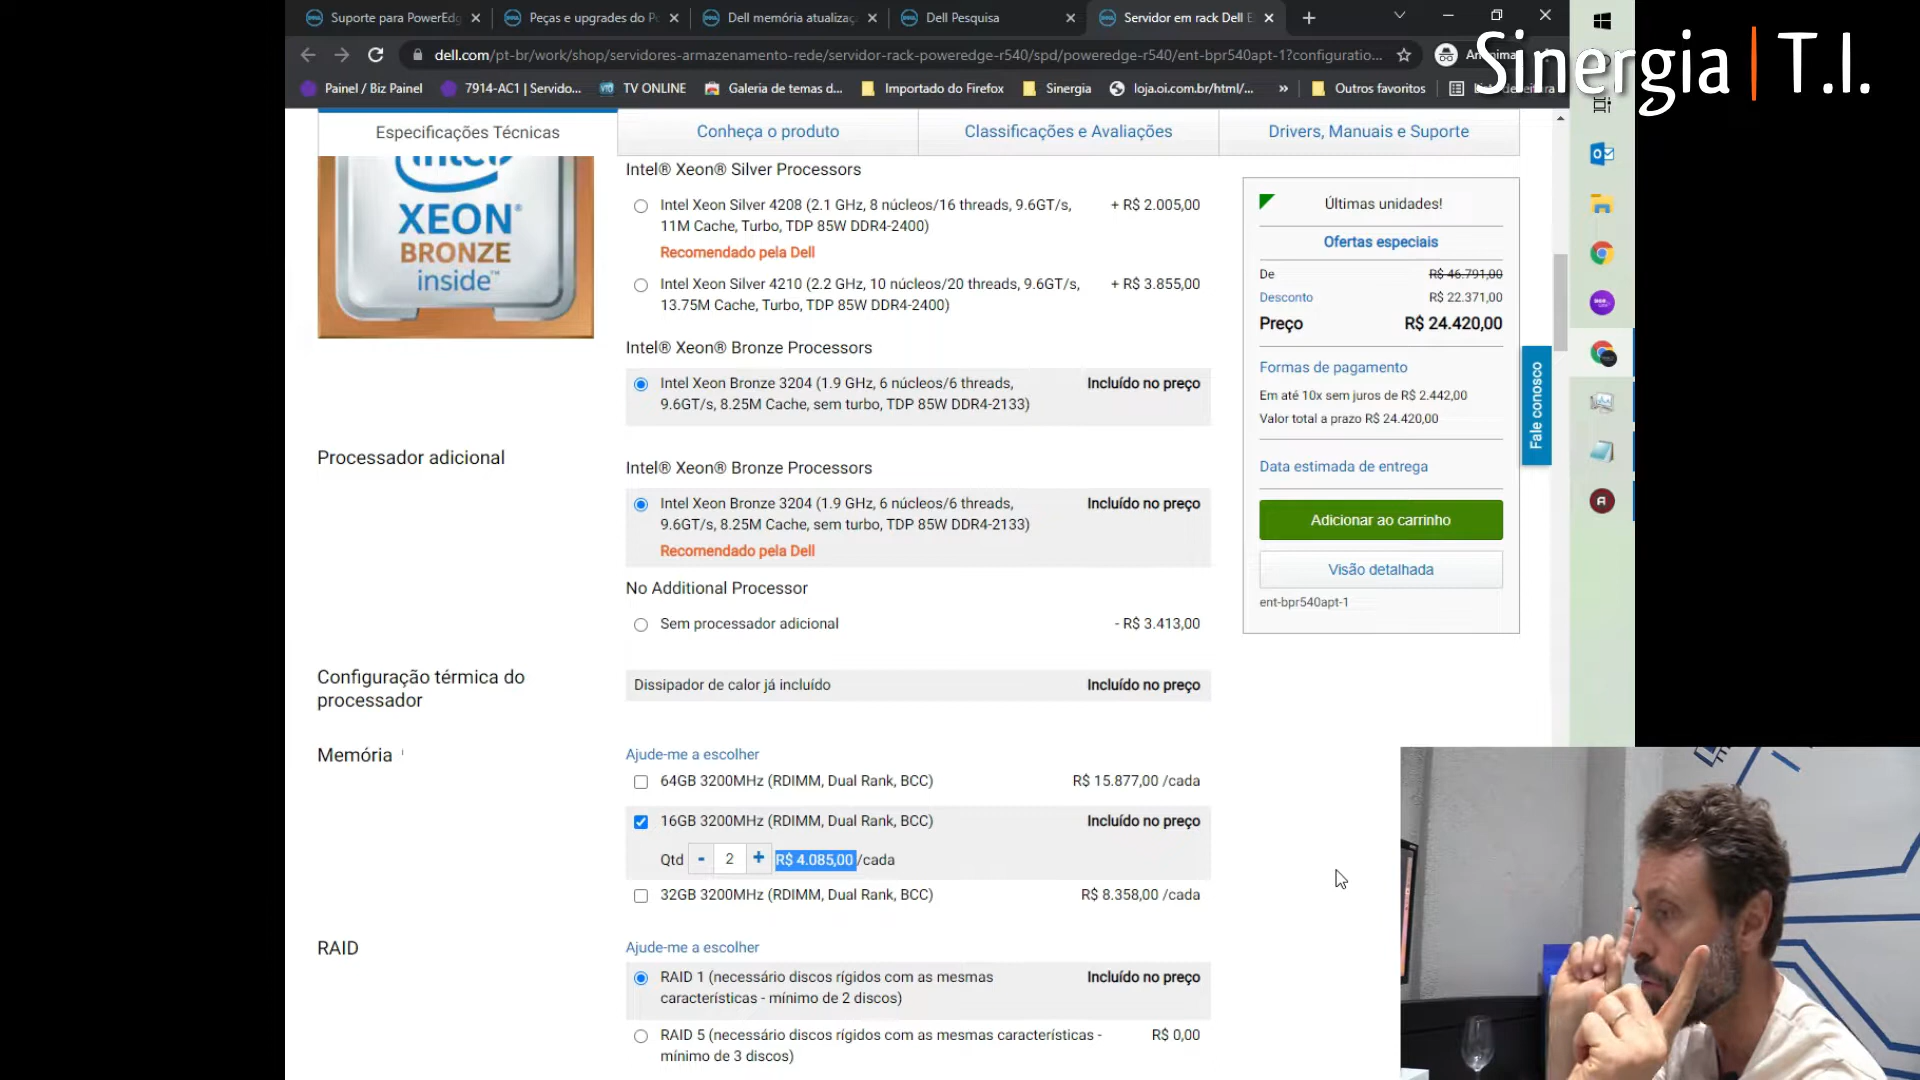 Suporte para PowerEdg
Peças e upgrades do P
Dell memória atualizaç
Dell Pesquisa
Servidor em rack Dell E
dell.com/pt-br/work/shop/servidores-armazenamento-rede/servidor-rack-poweredge-r540/spd/poweredge-r540/ent-bpr540apt-1?configuratio...
Sinergia | T.I.
Painel / Biz Painel
7914-AC1 | Servido...
TV ONLINE
Galeria de temas d...
Importado do Firefox
Sinergia
loja.oi.com.br/html/...
»
Outros favoritos
Especificações Técnicas
Conheça o produto
Classificações e Avaliações
Drivers, Manuais e Suporte
intel
XEON®
BRONZE
inside™
Intel® Xeon® Silver Processors
Intel Xeon Silver 4208 (2.1 GHz, 8 núcleos/16 threads, 9.6GT/s, + R$ 2.005,00
11M Cache, Turbo, TDP 85W DDR4-2400)
Recomendado pela Dell
Intel Xeon Silver 4210 (2.2 GHz, 10 núcleos/20 threads, 9.6GT/s, + R$ 3.855,00
13.75M Cache, Turbo, TDP 85W DDR4-2400)
Intel® Xeon® Bronze Processors
Intel Xeon Bronze 3204 (1.9 GHz, 6 núcleos/6 threads, Incluído no preço
9.6GT/s, 8.25M Cache, sem turbo, TDP 85W DDR4-2133)
Processador adicional
Intel® Xeon® Bronze Processors
Intel Xeon Bronze 3204 (1.9 GHz, 6 núcleos/6 threads, Incluído no preço
9.6GT/s, 8.25M Cache, sem turbo, TDP 85W DDR4-2133)
Recomendado pela Dell
No Additional Processor
Sem processador adicional - R$ 3.413,00
Configuração térmica do
processador
Dissipador de calor já incluído Incluído no preço
Memória
Ajude-me a escolher
64GB 3200MHz (RDIMM, Dual Rank, BCC) R$ 15.877,00 /cada
16GB 3200MHz (RDIMM, Dual Rank, BCC) Incluído no preço
Qtd - 2 + R$ 4.085,00 /cada
32GB 3200MHz (RDIMM, Dual Rank, BCC) R$ 8.358,00 /cada
RAID
Ajude-me a escolher
RAID 1 (necessário discos rígidos com as mesmas Incluído no preço
características - mínimo de 2 discos)
RAID 5 (necessário discos rígidos com as mesmas características - R$ 0,00
mínimo de 3 discos)
Últimas unidades!
Ofertas especiais
De R$ 46.791,00
Desconto R$ 22.371,00
Preço R$ 24.420,00
Formas de pagamento
Em até 10x sem juros de R$ 2.442,00
Valor total a prazo R$ 24.420,00
Data estimada de entrega
Adicionar ao carrinho
Visão detalhada
ent-bpr540apt-1
Fale conosco